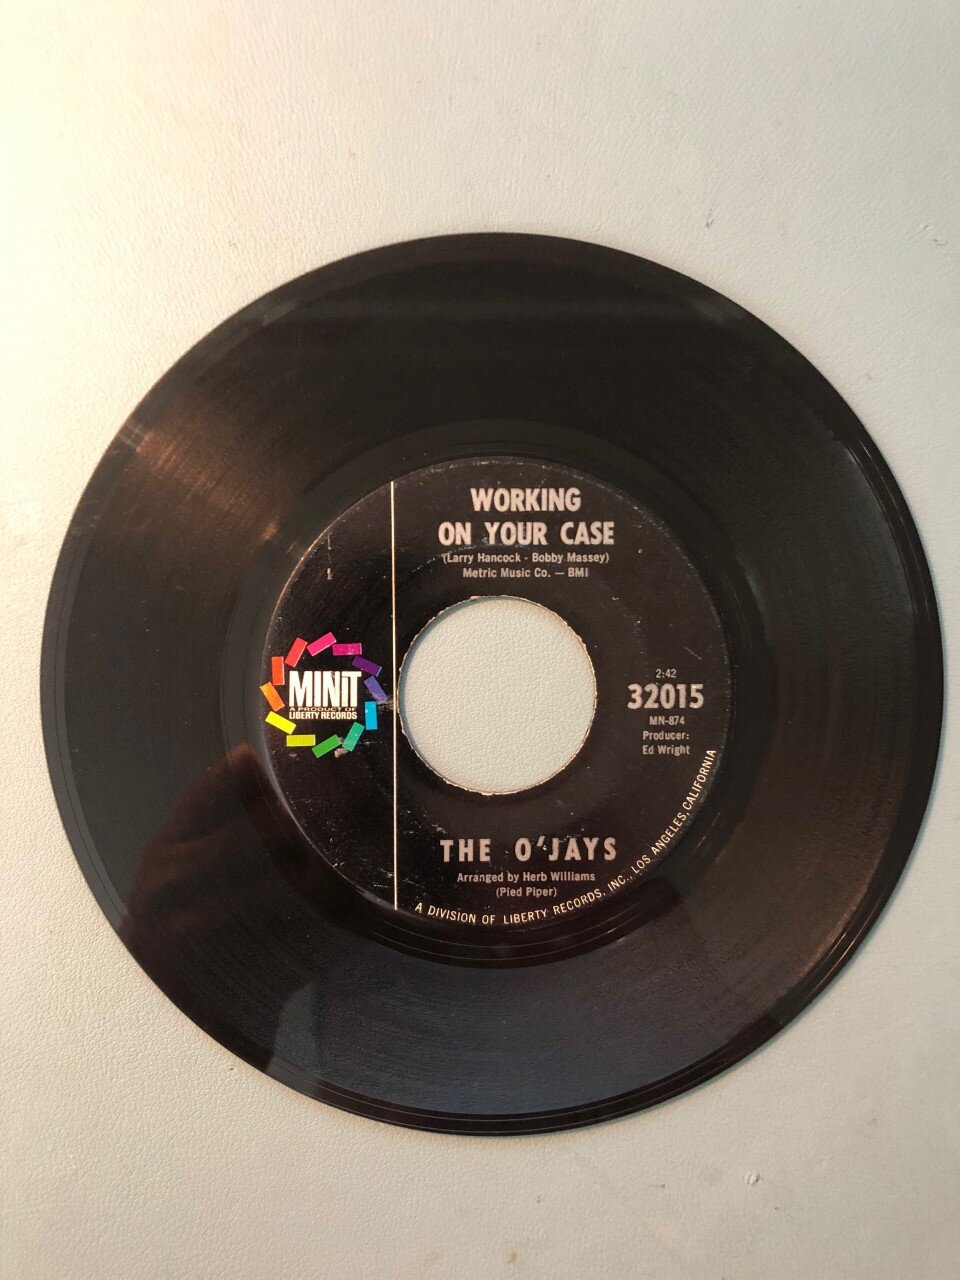 WORKING
ON YOUR CASE
(Larry Hancock - Bobby Massey)
Metric Music Co. — BMI
MINIT
A PRODUCT OF
LIBERTY RECORDS
2:42
32015
MN-874
Producer:
Ed Wright
THE O'JAYS
Arranged by Herb Williams
(Pied Piper)
A DIVISION OF LIBERTY RECORDS, INC., LOS ANGELES, CALIFORNIA